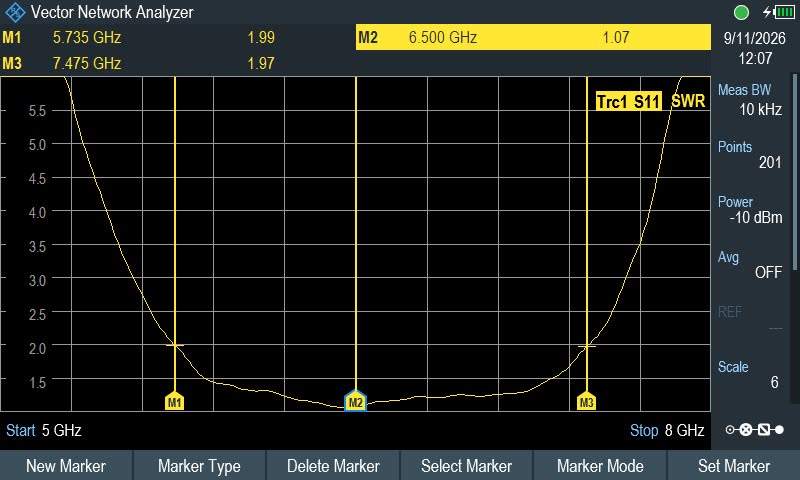 Vector Network Analyzer
M1 5.735 GHz 1.99 M2 6.500 GHz 1.07
M3 7.475 GHz 1.97
9/11/2026
12:07
Trc1 S11 SWR
5.5
5.0
4.5
4.0
3.5
3.0
2.5
2.0
1.5
M1 M2 M3
Start 5 GHz Stop 8 GHz
Meas BW
10 kHz
Points
201
Power
-10 dBm
Avg
OFF
REF
---
Scale
6
New Marker Marker Type Delete Marker Select Marker Marker Mode Set Marker